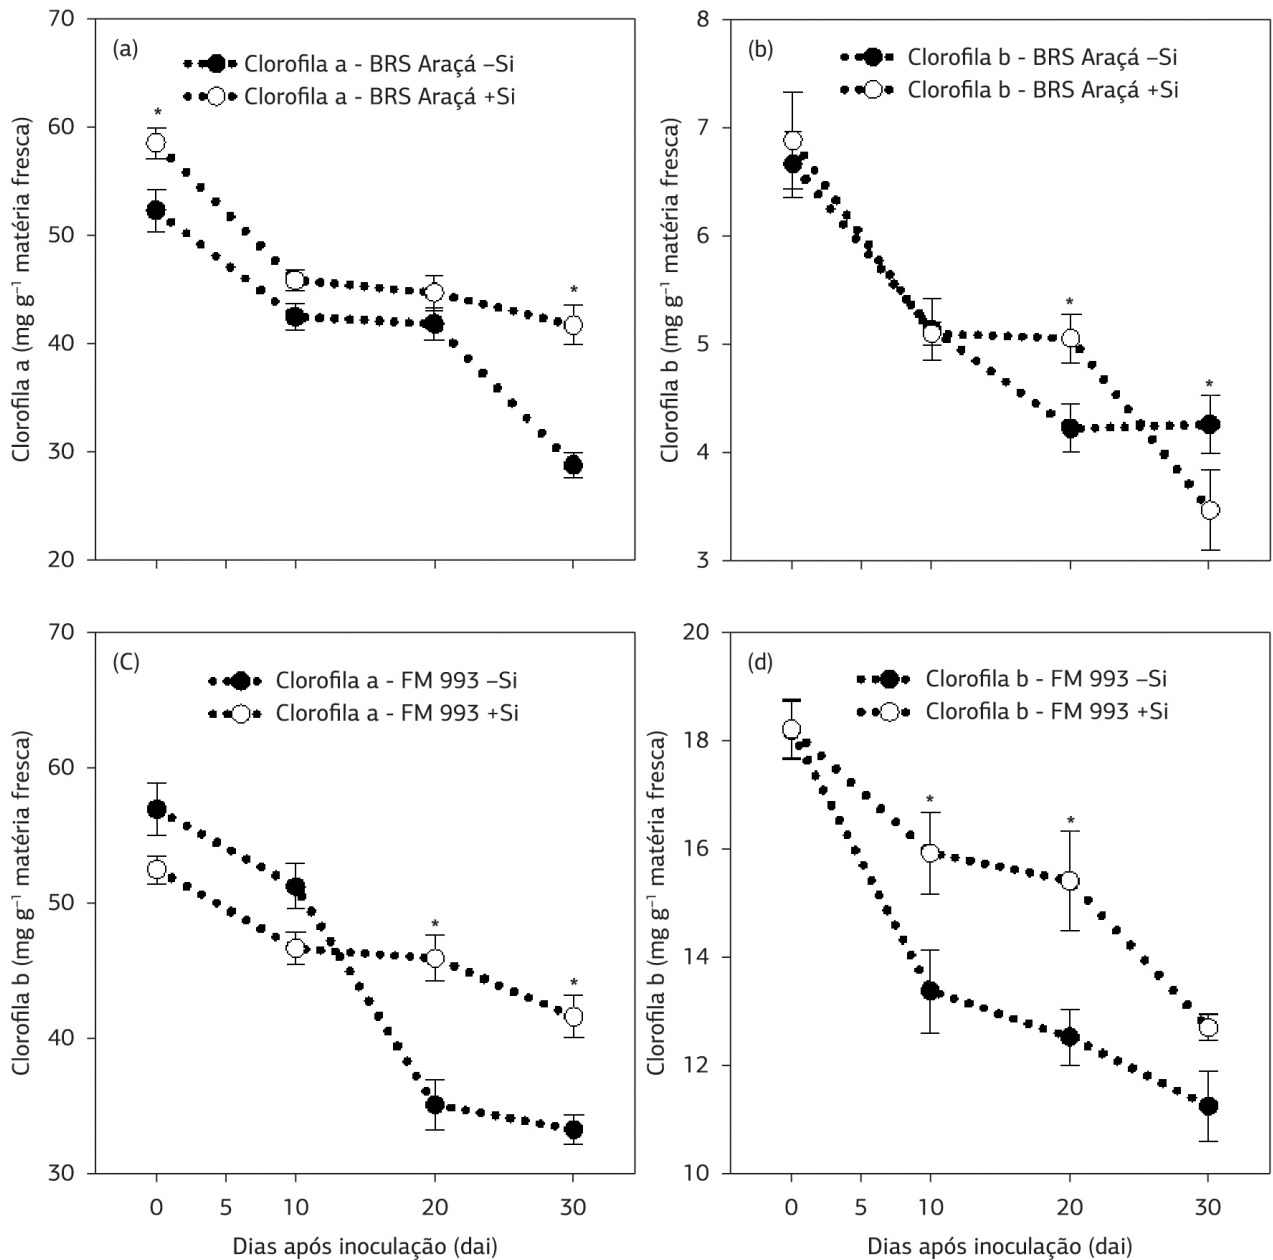 (a)
Clorofila a - BRS Araçá –Si
Clorofila a - BRS Araçá +Si
70
60
50
40
30
20
Clorofila a (mg g⁻¹ matéria fresca)
*
*
(b)
Clorofila b - BRS Araçá –Si
Clorofila b - BRS Araçá +Si
8
7
6
5
4
3
Clorofila b (mg g⁻¹ matéria fresca)
*
*
(C)
Clorofila a - FM 993 –Si
Clorofila a - FM 993 +Si
70
60
50
40
30
Clorofila b (mg g⁻¹ matéria fresca)
*
*
0 5 10 20 30
Dias após inoculação (dai)
(d)
Clorofila b - FM 993 –Si
Clorofila b - FM 993 +Si
20
18
16
14
12
10
Clorofila b (mg g⁻¹ matéria fresca)
*
*
0 5 10 20 30
Dias após inoculação (dai)